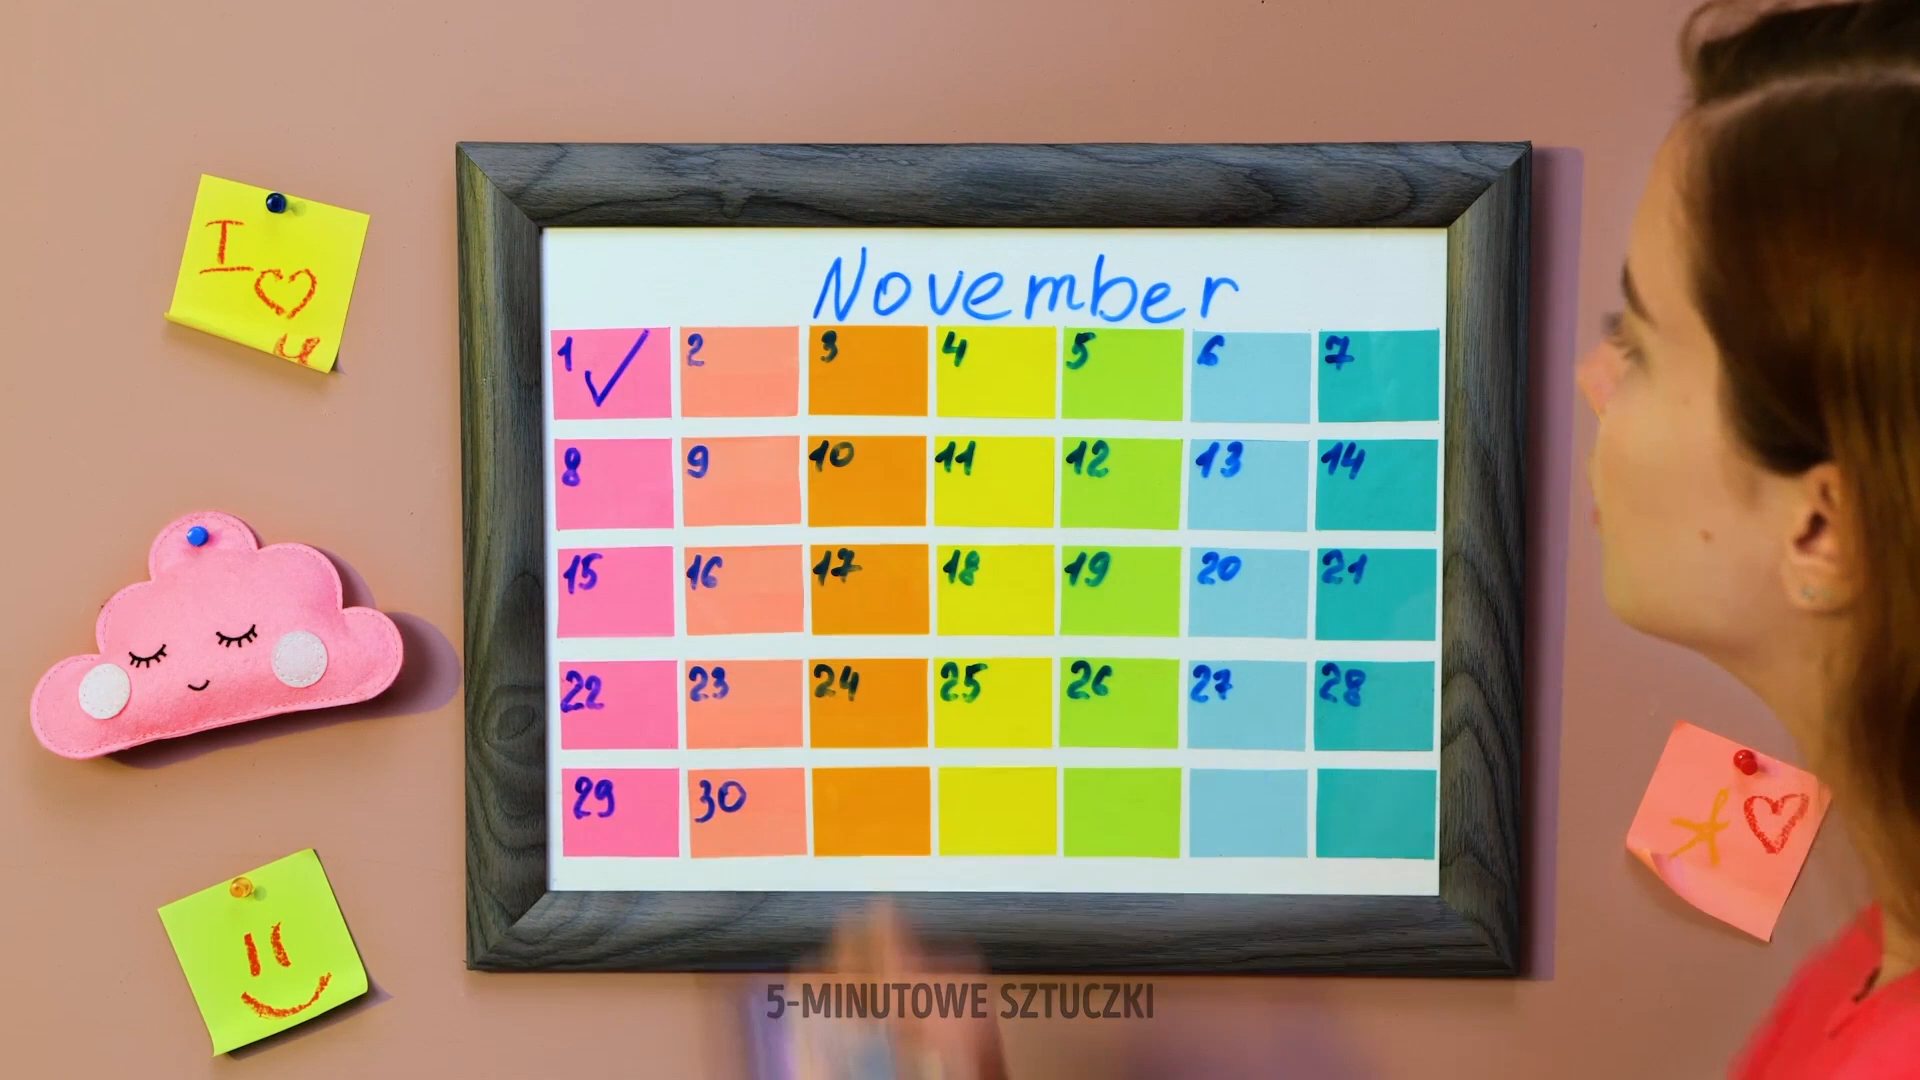 I ♡
u
November
1 ✓ 2 3 4 5 6 7
8 9 10 11 12 13 14
15 16 17 18 19 20 21
22 23 24 25 26 27 28
29 30
5-MINUTOWE SZTUCZKI